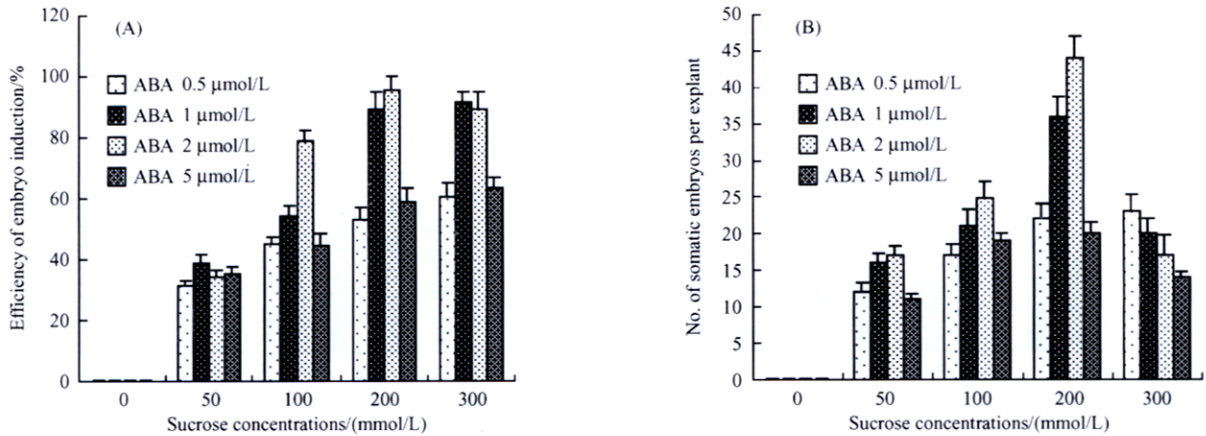 (A)
Efficiency of embryo induction/%
120
100
80
60
40
20
0
ABA 0.5 μmol/L
ABA 1 μmol/L
ABA 2 μmol/L
ABA 5 μmol/L
0 50 100 200 300
Sucrose concentrations/(mmol/L)
(B)
No. of somatic embryos per explant
50
45
40
35
30
25
20
15
10
5
0
ABA 0.5 μmol/L
ABA 1 μmol/L
ABA 2 μmol/L
ABA 5 μmol/L
0 50 100 200 300
Sucrose concentrations/(mmol/L)